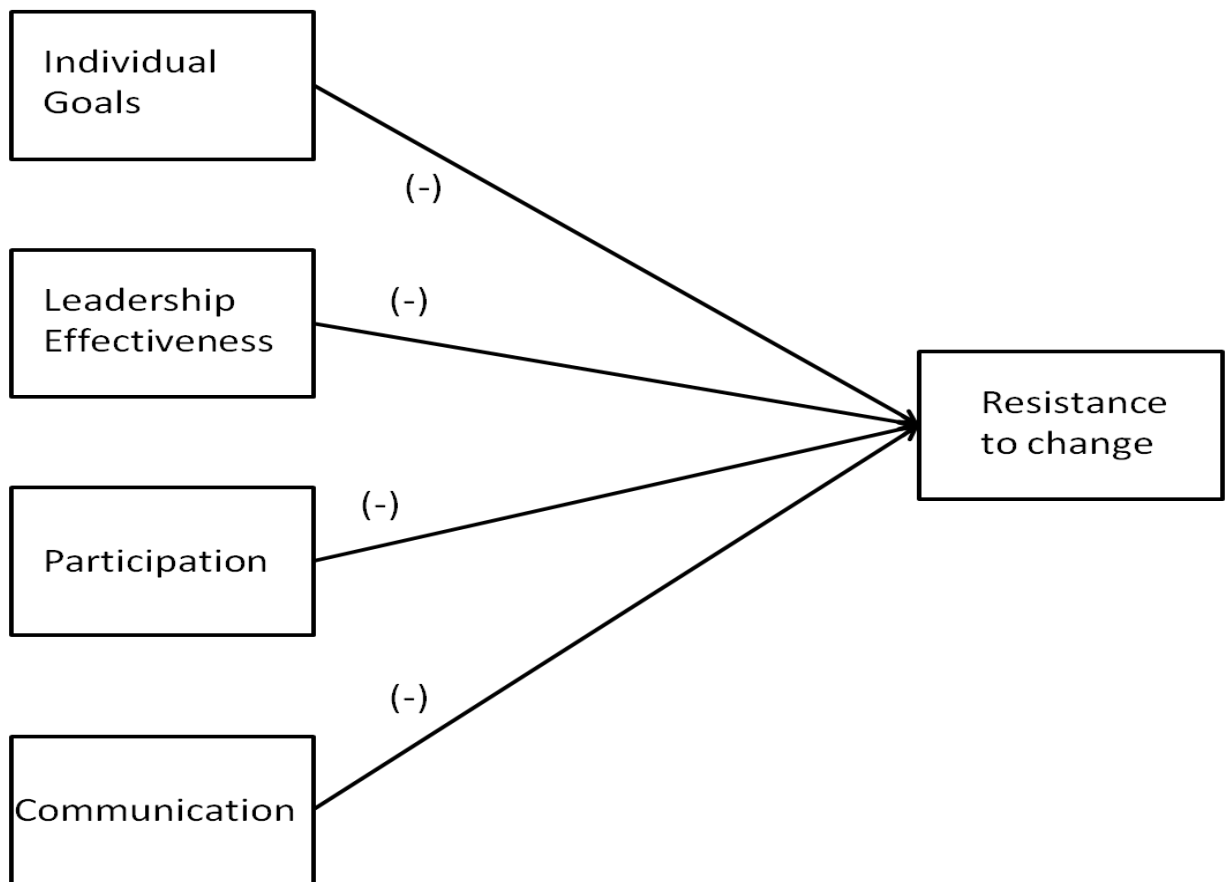 Individual
Goals
(-)
Leadership
Effectiveness
(-)
Resistance
to change
(-)
Participation
(-)
Communication